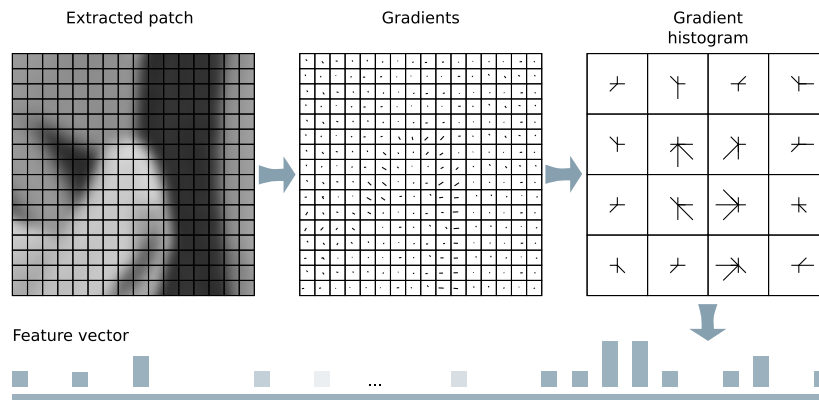 Extracted patch
Gradients
Gradient
histogram
Feature vector
...